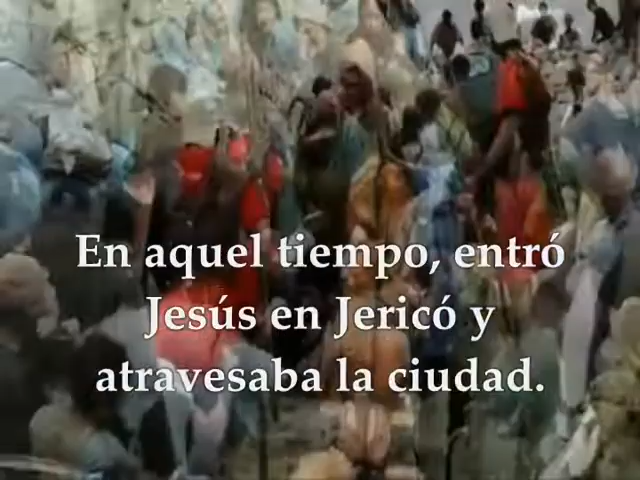 En aquel tiempo, entró
Jesús en Jericó y
atravesaba la ciudad.